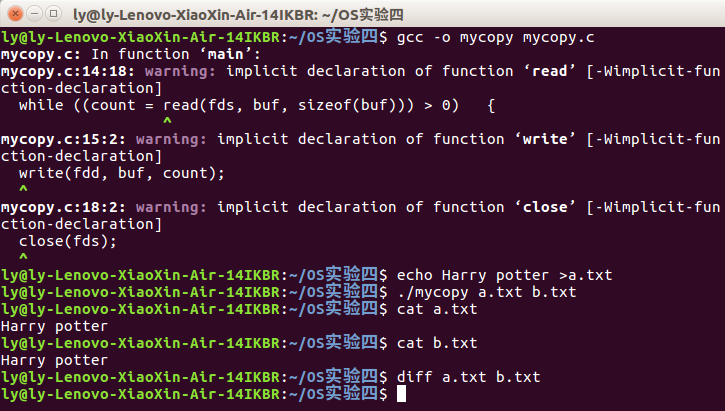 ly@ly-Lenovo-XiaoXin-Air-14IKBR: ~/OS实验四
ly@ly-Lenovo-XiaoXin-Air-14IKBR:~/OS实验四$ gcc -o mycopy mycopy.c
mycopy.c: In function ‘main’:
mycopy.c:14:18: warning: implicit declaration of function ‘read’ [-Wimplicit-fun
ction-declaration]
  while ((count = read(fds, buf, sizeof(buf))) > 0)   {
                  ^
mycopy.c:15:2: warning: implicit declaration of function ‘write’ [-Wimplicit-fun
ction-declaration]
  write(fdd, buf, count);
  ^
mycopy.c:18:2: warning: implicit declaration of function ‘close’ [-Wimplicit-fun
ction-declaration]
  close(fds);
  ^
ly@ly-Lenovo-XiaoXin-Air-14IKBR:~/OS实验四$ echo Harry potter >a.txt
ly@ly-Lenovo-XiaoXin-Air-14IKBR:~/OS实验四$ ./mycopy a.txt b.txt
ly@ly-Lenovo-XiaoXin-Air-14IKBR:~/OS实验四$ cat a.txt
Harry potter
ly@ly-Lenovo-XiaoXin-Air-14IKBR:~/OS实验四$ cat b.txt
Harry potter
ly@ly-Lenovo-XiaoXin-Air-14IKBR:~/OS实验四$ diff a.txt b.txt
ly@ly-Lenovo-XiaoXin-Air-14IKBR:~/OS实验四$